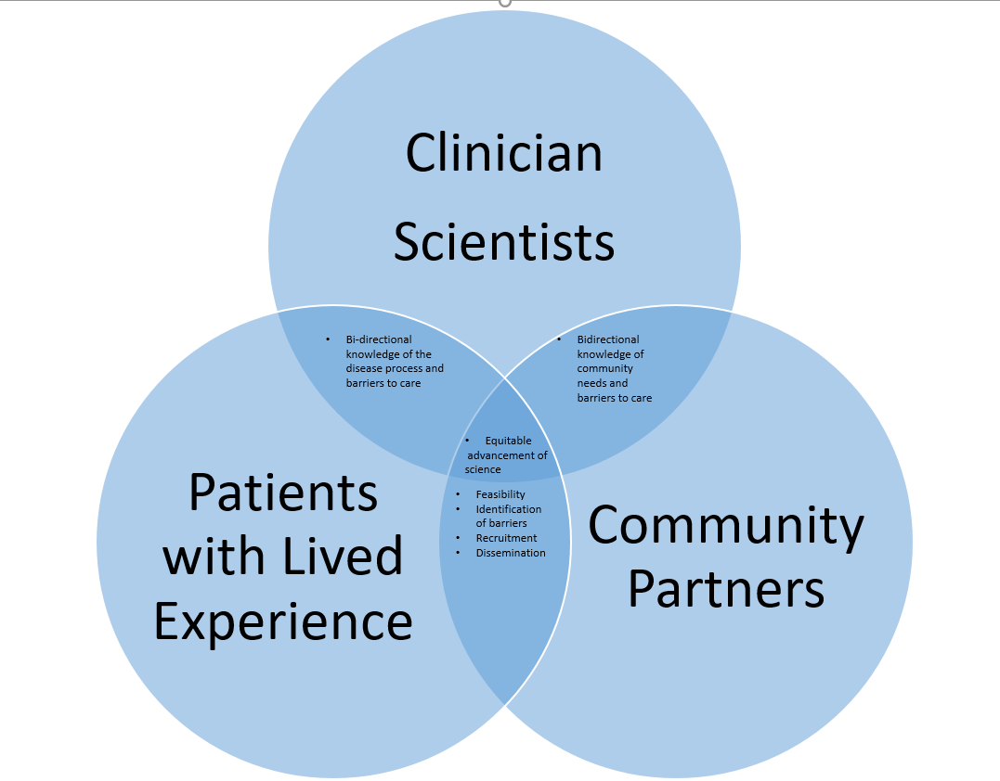 Clinician
Scientists
• Bi-directional
knowledge of the
disease process and
barriers to care
• Bidirectional
knowledge of
community
needs and
barriers to care
• Equitable
advancement of
science
• Feasibility
• Identification
of barriers
• Recruitment
• Dissemination
Patients
with Lived
Experience
Community
Partners